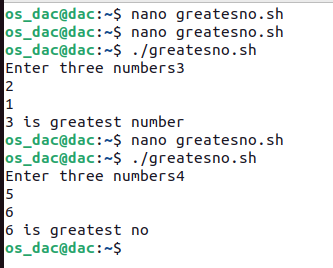 os_dac@dac:~$ nano greatesno.sh
os_dac@dac:~$ nano greatesno.sh
os_dac@dac:~$ ./greatesno.sh
Enter three numbers3
2
1
3 is greatest number
os_dac@dac:~$ nano greatesno.sh
os_dac@dac:~$ ./greatesno.sh
Enter three numbers4
5
6
6 is greatest no
os_dac@dac:~$